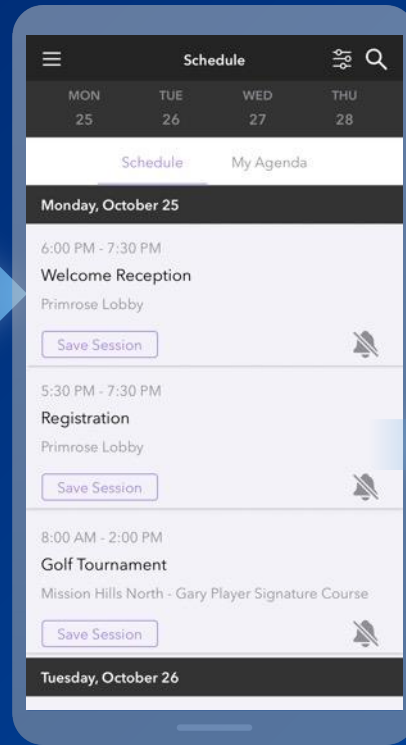 Schedule
MON TUE WED THU
25 26 27 28
Schedule My Agenda
Monday, October 25
6:00 PM - 7:30 PM
Welcome Reception
Primrose Lobby
Save Session
5:30 PM - 7:30 PM
Registration
Primrose Lobby
Save Session
8:00 AM - 2:00 PM
Golf Tournament
Mission Hills North - Gary Player Signature Course
Save Session
Tuesday, October 26